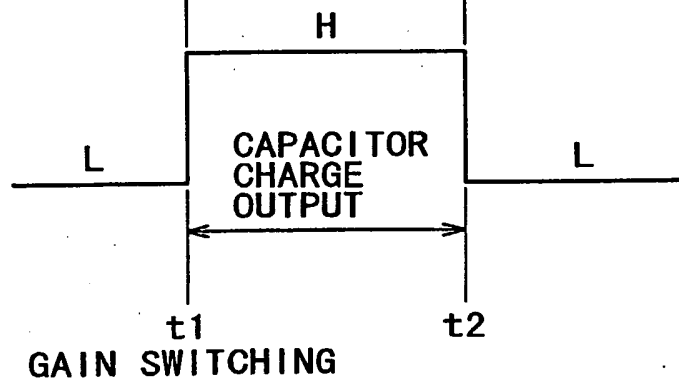 H
L
CAPACITOR
CHARGE
OUTPUT
L
t1
t2
GAIN SWITCHING